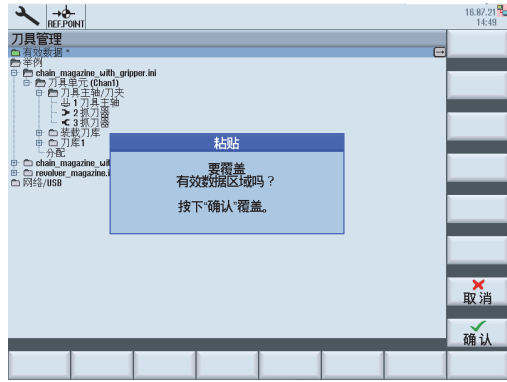 REF.POINT
16.07.21
14:49
刀具管理
有效数据 *
举例
chain_magazine_with_gripper.ini
刀具单元 (Chan1)
刀具主轴/刀夹
1 刀具主轴
2 抓刀器
3 抓刀器
装载刀库
刀库1
分配
chain_magazine_wit
revolver_magazine.i
网络/USB
粘贴
要覆盖
有效数据区域吗？
按下“确认”覆盖。
取消
确认